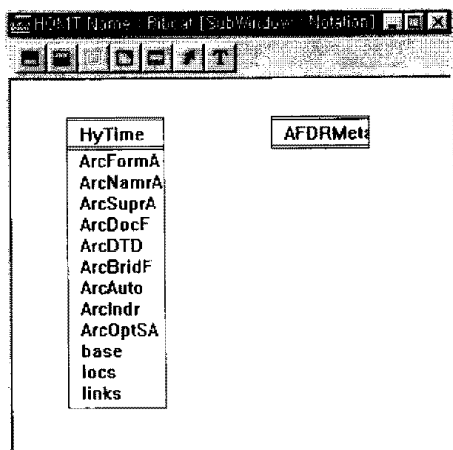 [SubWindow : Notation]
T
HyTime
AFDRMeta
ArcFormA
ArcNamrA
ArcSuprA
ArcDocF
ArcDTD
ArcBridF
ArcAuto
ArcIndr
ArcOptSA
base
locs
links